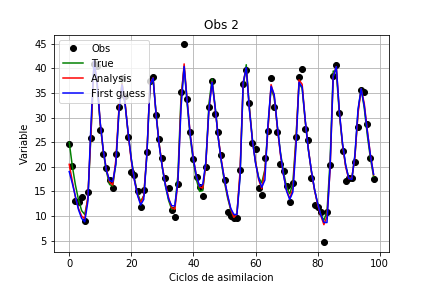 Obs 2
Obs
True
Analysis
First guess
Variable
45
40
35
30
25
20
15
10
5
0 20 40 60 80 100
Ciclos de asimilacion